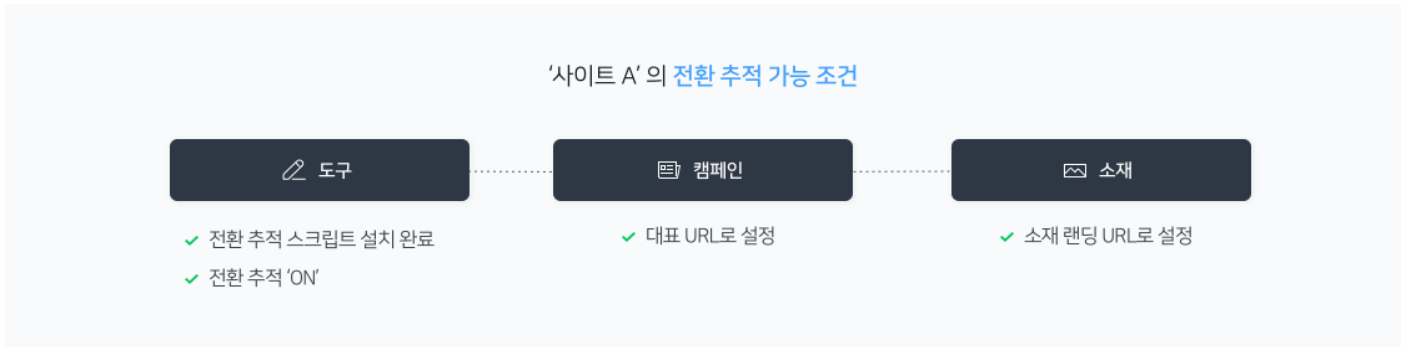 ‘사이트 A‘ 의 전환 추적 가능 조건
도구
전환 추적 스크립트 설치 완료
전환 추적 ‘ON’
캠페인
대표 URL로 설정
소재
소재 랜딩 URL로 설정